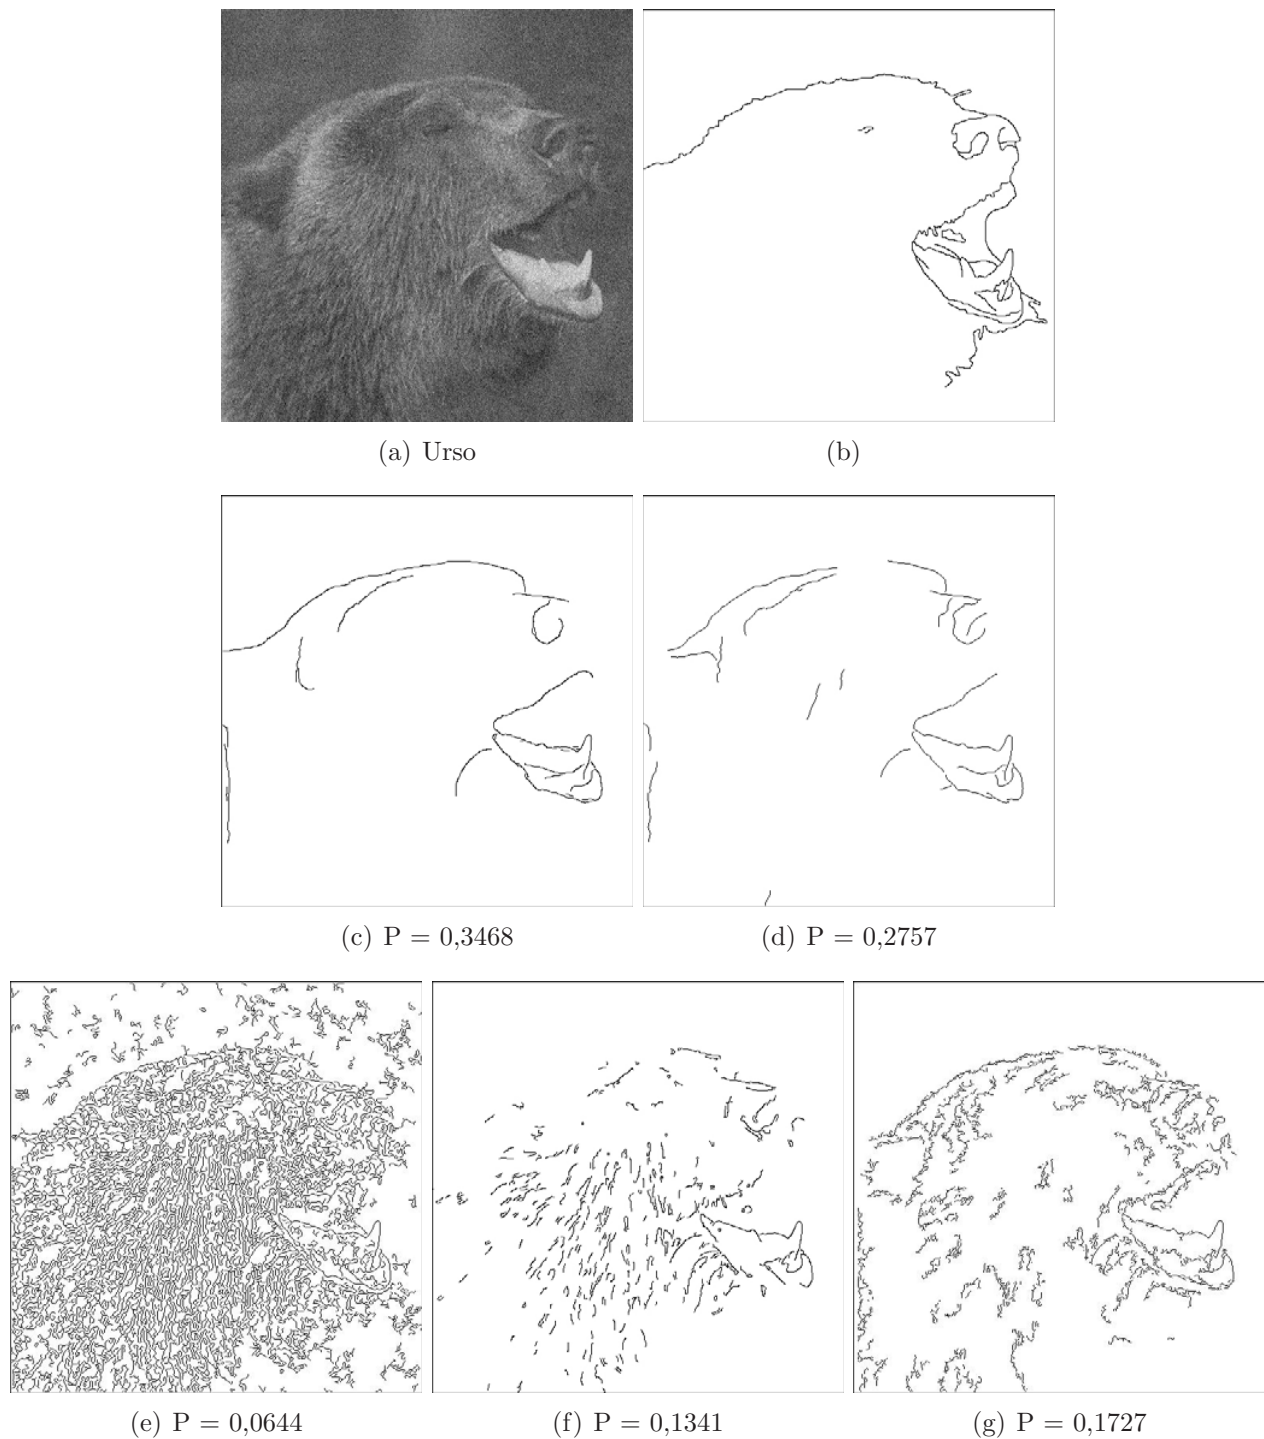 (a) Urso
(b)
(c) P = 0,3468
(d) P = 0,2757
(e) P = 0,0644
(f) P = 0,1341
(g) P = 0,1727